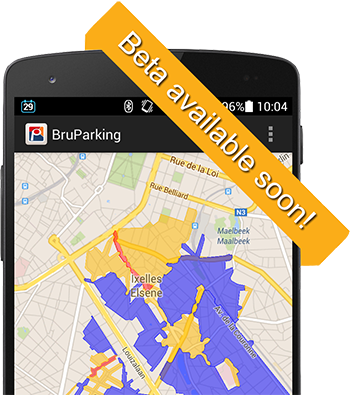 Beta available soon!
29
96% 10:04
BruParking
Rue de la Loi
Rue Belliard
N3
Maelbeek
Maalbeek
Ixelles
Elsene
Louizalaan
Av. de la Couronne